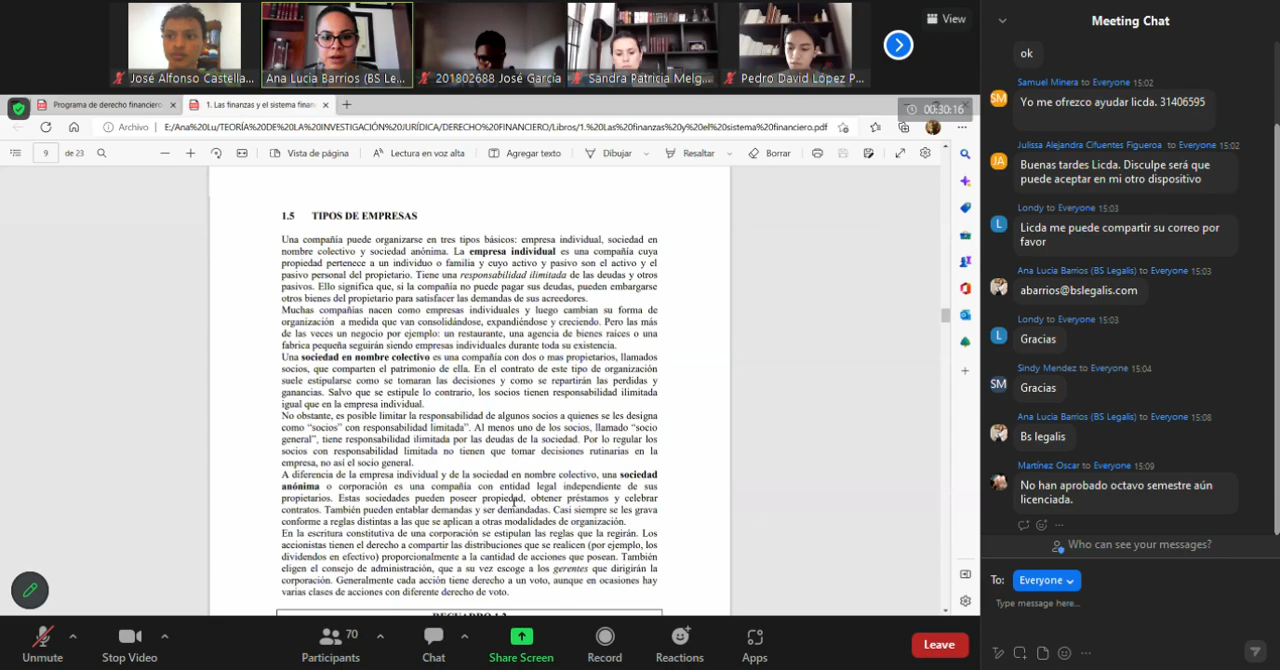 José Alfonso Castella...
Ana Lucia Barrios (BS Le...
201802688 José García
Sandra Patricia Melg...
Pedro David López P...
View
Programa de derecho financiero
1. Las finanzas y el sistema finan
00:30:16
Archivo
E:/Ana%20Lu/TEORÍA%20DE%20LA%20INVESTIGACIÓN%20JURÍDICA/DERECHO%20FINANCIERO/Libros/1.%20Las%20finanzas%20y%20el%20sistema%20financiero.pdf
9 de 23
Vista de página
Lectura en voz alta
Agregar texto
Dibujar
Resaltar
Borrar
1.5 TIPOS DE EMPRESAS
Una compañía puede organizarse en tres tipos básicos: empresa individual, sociedad en
nombre colectivo y sociedad anónima. La empresa individual es una compañía cuya
propiedad pertenece a un individuo o familia y cuyo activo y pasivo son el activo y el
pasivo personal del propietario. Tiene una responsabilidad ilimitada de las deudas y otros
pasivos. Ello significa que, si la compañía no puede pagar sus deudas, pueden embargarse
otros bienes del propietario para satisfacer las demandas de sus acreedores.
Muchas compañías nacen como empresas individuales y luego cambian su forma de
organización a medida que van consolidándose, expandiéndose y creciendo. Pero las más
de las veces un negocio por ejemplo: un restaurante, una agencia de bienes raíces o una
fabrica pequeña seguirán siendo empresas individuales durante toda su existencia.
Una sociedad en nombre colectivo es una compañía con dos o mas propietarios, llamados
socios, que comparten el patrimonio de ella. En el contrato de este tipo de organización
suele estipularse como se tomaran las decisiones y como se repartirán las perdidas y
ganancias. Salvo que se estipule lo contrario, los socios tienen responsabilidad ilimitada
igual que en la empresa individual.
No obstante, es posible limitar la responsabilidad de algunos socios a quienes se les designa
como "socios" con responsabilidad limitada". Al menos uno de los socios, llamado "socio
general", tiene responsabilidad ilimitada por las deudas de la sociedad. Por lo regular los
socios con responsabilidad limitada no tienen que tomar decisiones rutinarias en la
empresa, no así el socio general.
A diferencia de la empresa individual y de la sociedad en nombre colectivo, una sociedad
anónima o corporación es una compañía con entidad legal independiente de sus
propietarios. Estas sociedades pueden poseer propiedad, obtener préstamos y celebrar
contratos. También pueden entablar demandas y ser demandadas. Casi siempre se les grava
conforme a reglas distintas a las que se aplican a otras modalidades de organización.
En la escritura constitutiva de una corporación se estipulan las reglas que la regirán. Los
accionistas tienen el derecho a compartir las distribuciones que se realicen (por ejemplo, los
dividendos en efectivo) proporcionalmente a la cantidad de acciones que posean. También
eligen el consejo de administración, que a su vez escoge a los gerentes que dirigirán la
corporación. Generalmente cada acción tiene derecho a un voto, aunque en ocasiones hay
varias clases de acciones con diferente derecho de voto.
Unmute
Stop Video
Participants
70
Chat
Share Screen
Record
Reactions
Apps
Leave
Meeting Chat
ok
Samuel Minera to Everyone 15:02
SM
Yo me ofrezco ayudar licda. 31406595
Julissa Alejandra Cifuentes Figueroa to Everyone 15:02
JA
Buenas tardes Licda. Disculpe será que
puede aceptar en mi otro dispositivo
Londy to Everyone 15:03
L
Licda me puede compartir su correo por
favor
Ana Lucia Barrios (BS Legalis) to Everyone 15:03
abarrios@bslegalis.com
Londy to Everyone 15:03
L
Gracias
Sindy Mendez to Everyone 15:04
SM
Gracias
Ana Lucia Barrios (BS Legalis) to Everyone 15:08
Bs legalis
Martínez Oscar to Everyone 15:09
No han aprobado octavo semestre aún
licenciada.
Who can see your messages?
To: Everyone
Type message here...